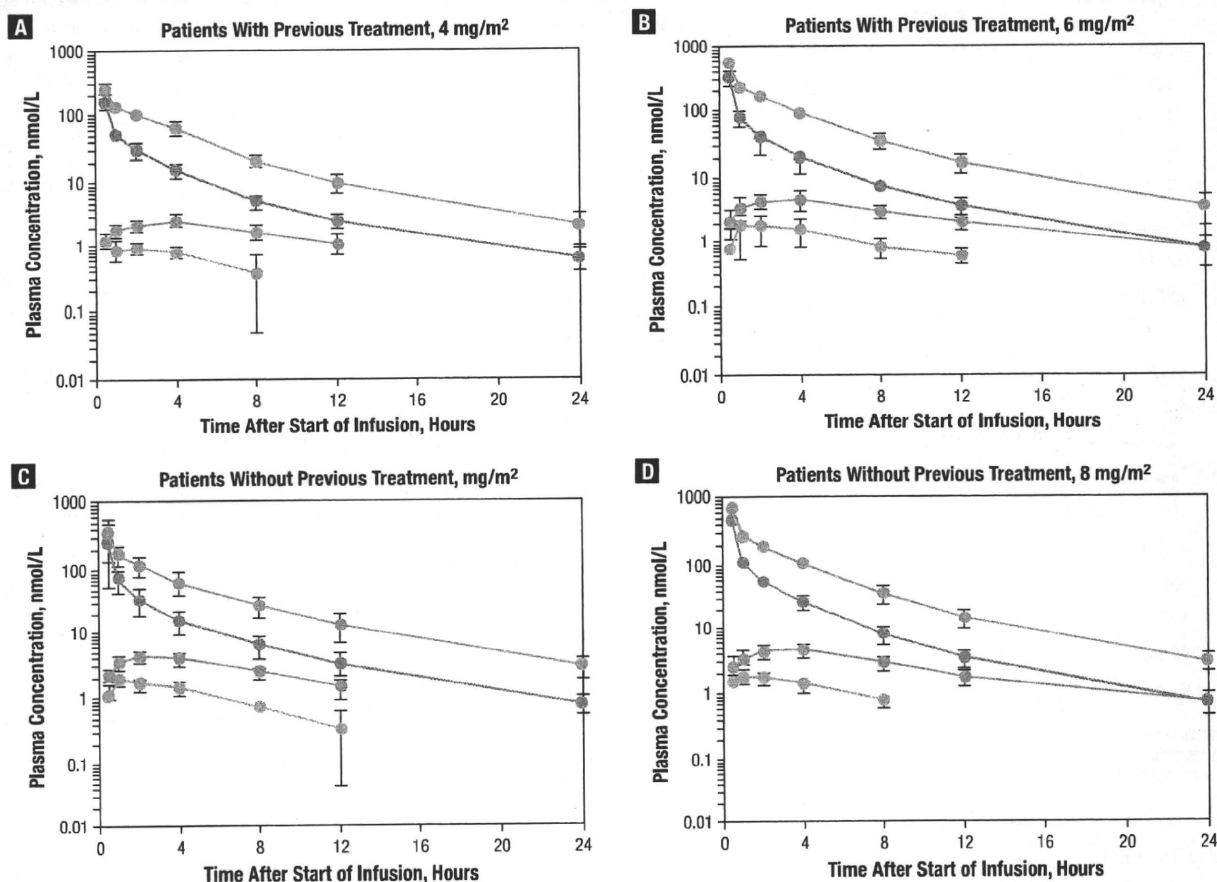 A Patients With Previous Treatment, 4 mg/m²
Plasma Concentration, nmol/L
1000
100
10
1
0.1
0.01
0 4 8 12 16 20 24
Time After Start of Infusion, Hours
B Patients With Previous Treatment, 6 mg/m²
Plasma Concentration, nmol/L
1000
100
10
1
0.1
0.01
0 4 8 12 16 20 24
Time After Start of Infusion, Hours
C Patients Without Previous Treatment, mg/m²
Plasma Concentration, nmol/L
1000
100
10
1
0.1
0.01
0 4 8 12 16 20 24
Time After Start of Infusion, Hours
D Patients Without Previous Treatment, 8 mg/m²
Plasma Concentration, nmol/L
1000
100
10
1
0.1
0.01
0 4 8 12 16 20 24
Time After Start of Infusion, Hours